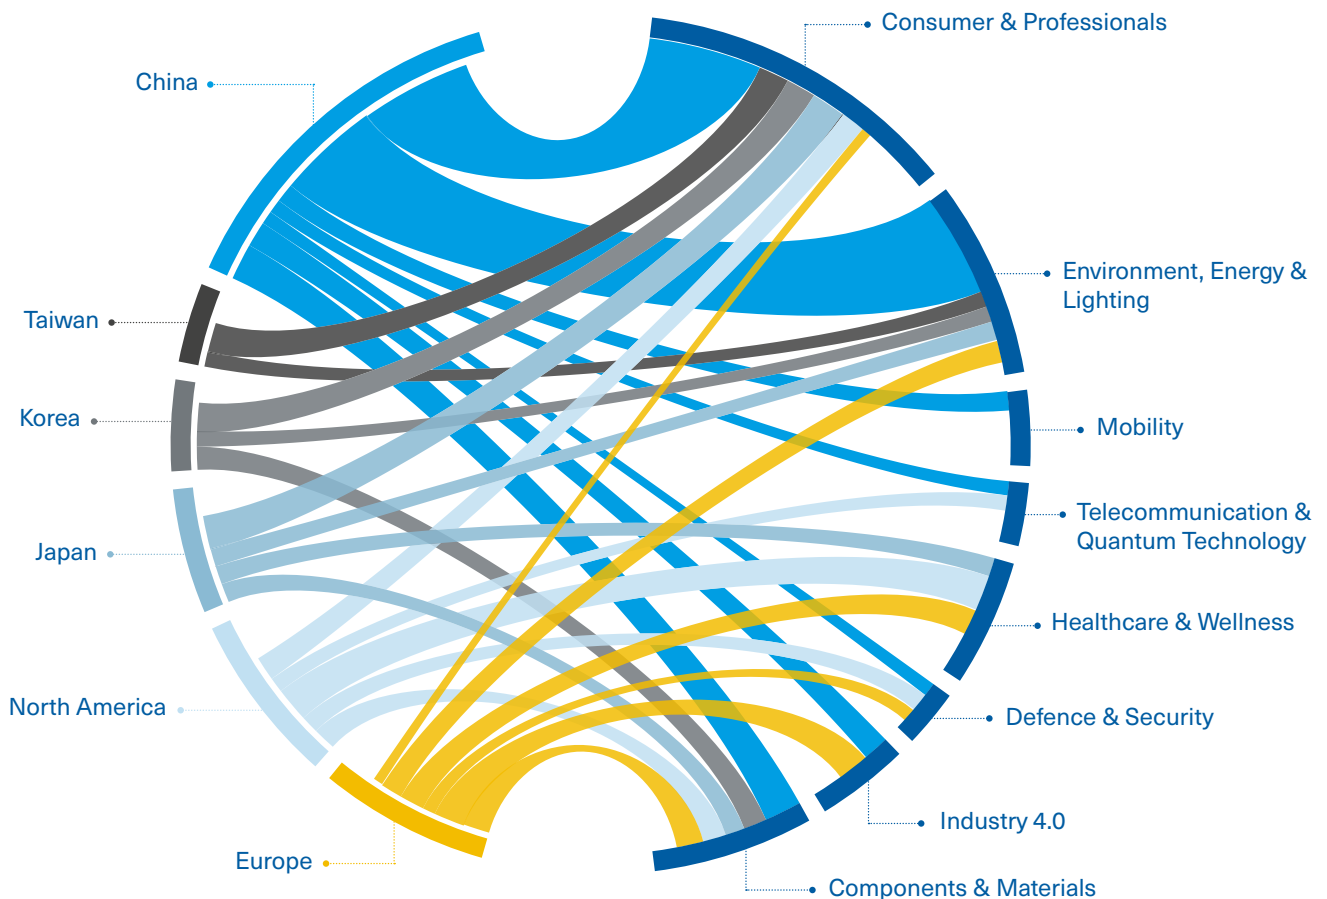 China
Taiwan
Korea
Japan
North America
Europe
Consumer & Professionals
Environment, Energy &
Lighting
Mobility
Telecommunication &
Quantum Technology
Healthcare & Wellness
Defence & Security
Industry 4.0
Components & Materials